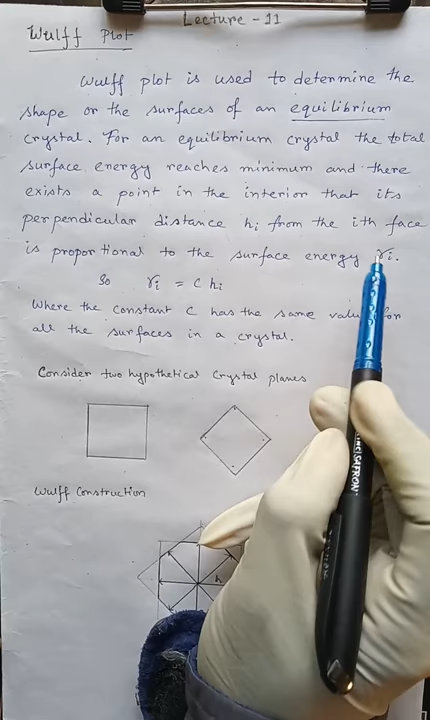 Lecture - 11
Wulff Plot
Wulff plot is used to determine the
shape or the surfaces of an equilibrium
crystal. For an equilibrium crystal the total
surface energy reaches minimum and there
exists a point in the interior that its
perpendicular distance hi from the ith face
is proportional to the surface energy γi.
So γi = c hi
Where the constant c has the same value for
all the surfaces in a crystal.
Consider two hypothetical Crystal planes
Wulff Construction
h